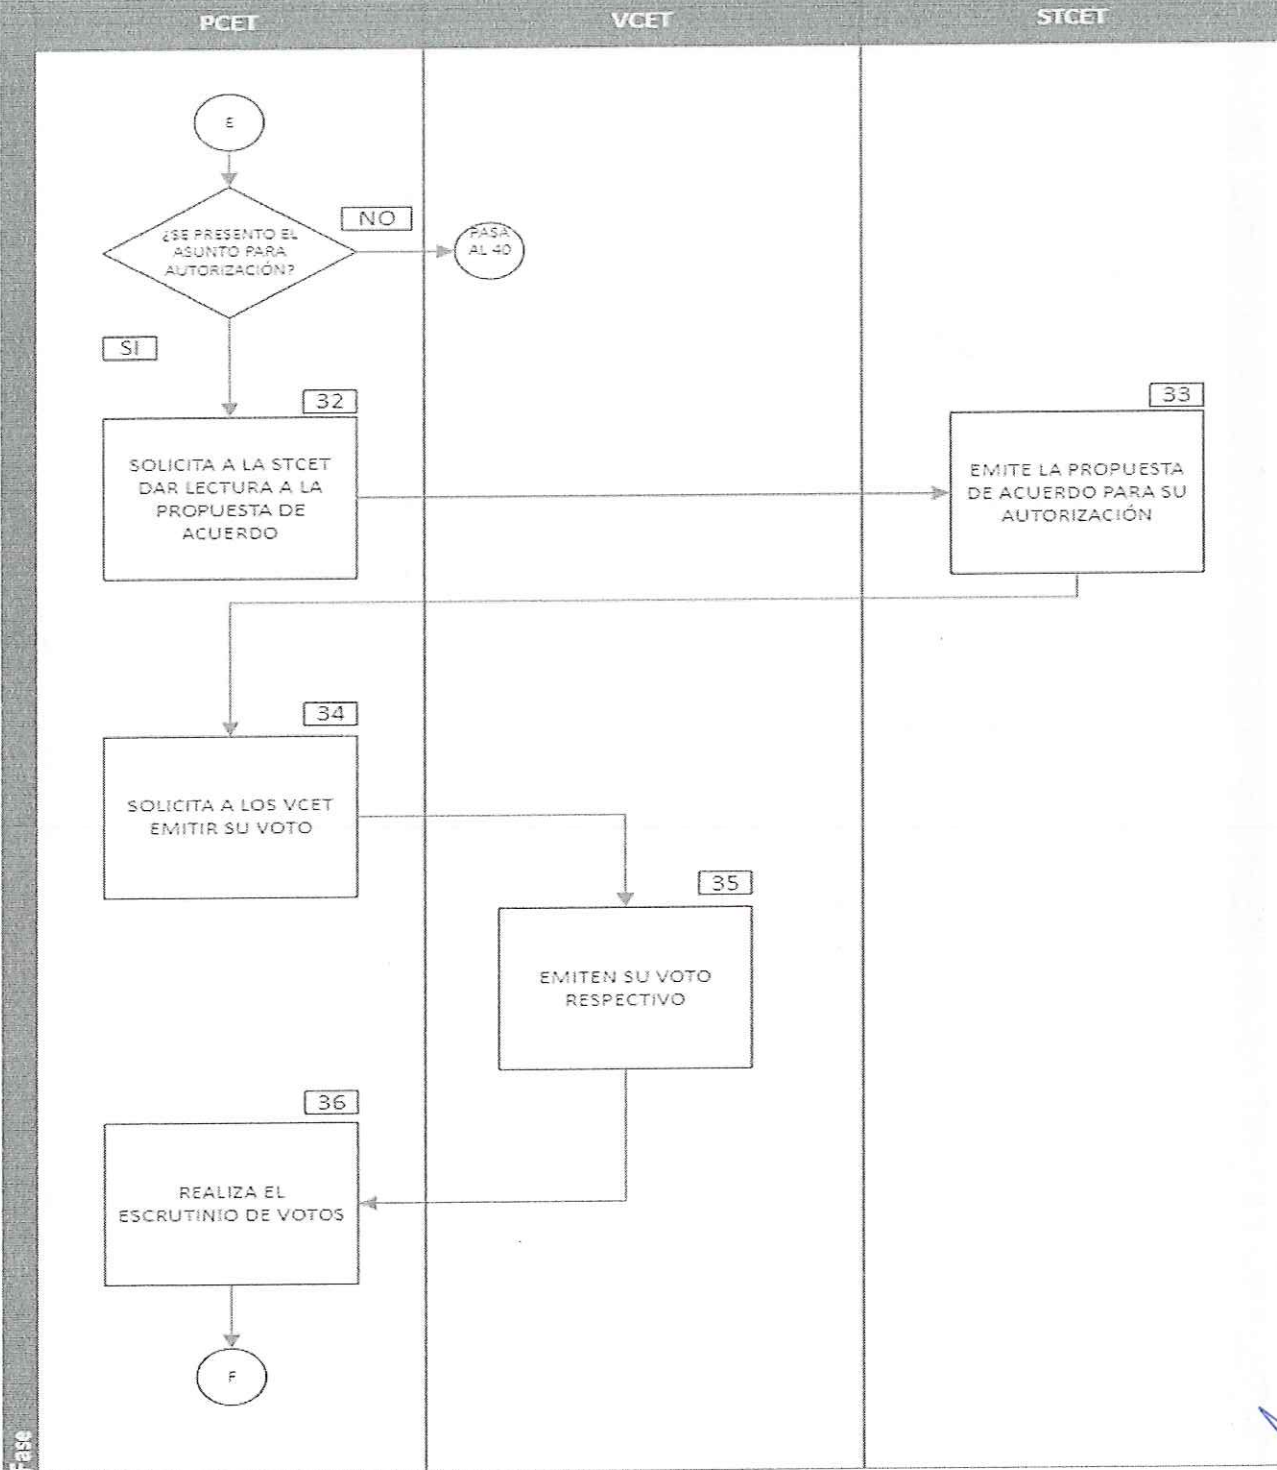 PCET
VCET
STCET
E
¿SE PRESENTO EL
ASUNTO PARA
AUTORIZACIÓN?
NO
PASA
AL 40
SI
32
SOLICITA A LA STCET
DAR LECTURA A LA
PROPUESTA DE
ACUERDO
33
EMITE LA PROPUESTA
DE ACUERDO PARA SU
AUTORIZACIÓN
34
SOLICITA A LOS VCET
EMITIR SU VOTO
35
EMITEN SU VOTO
RESPECTIVO
36
REALIZA EL
ESCRUTINIO DE VOTOS
F
Fase